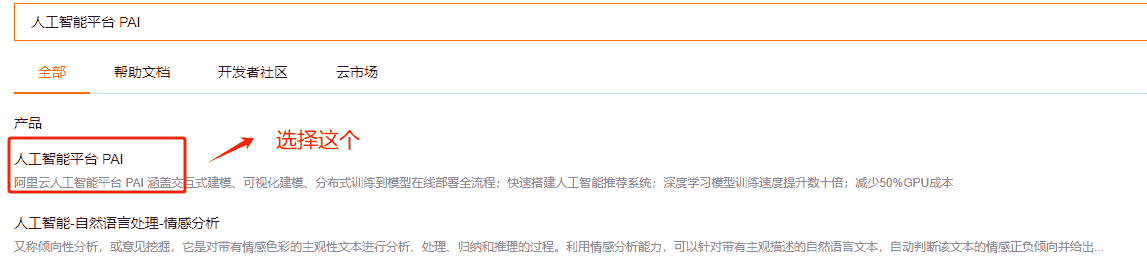 人工智能平台 PAI
全部 帮助文档 开发者社区 云市场
产品
人工智能平台 PAI
选择这个
阿里云人工智能平台 PAI 涵盖交互式建模、可视化建模、分布式训练到模型在线部署全流程；快速搭建人工智能推荐系统；深度学习模型训练速度提升数十倍；减少50%GPU成本
人工智能-自然语言处理-情感分析
又称倾向性分析，或意见挖掘，它是对带有情感色彩的主观性文本进行分析、处理、归纳和推理的过程。利用情感分析能力，可以针对带有主观描述的自然语言文本，自动判断该文本的情感正负倾向并给出...